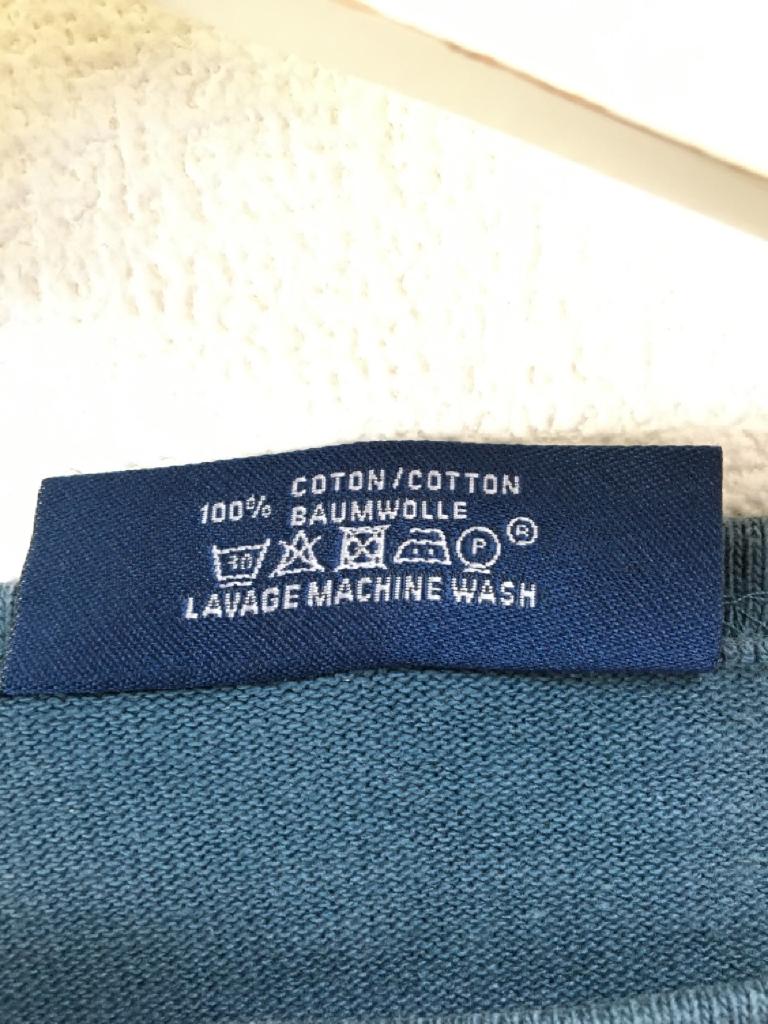 100% COTON/COTTON
BAUMWOLLE
30 P ®
LAVAGE MACHINE WASH